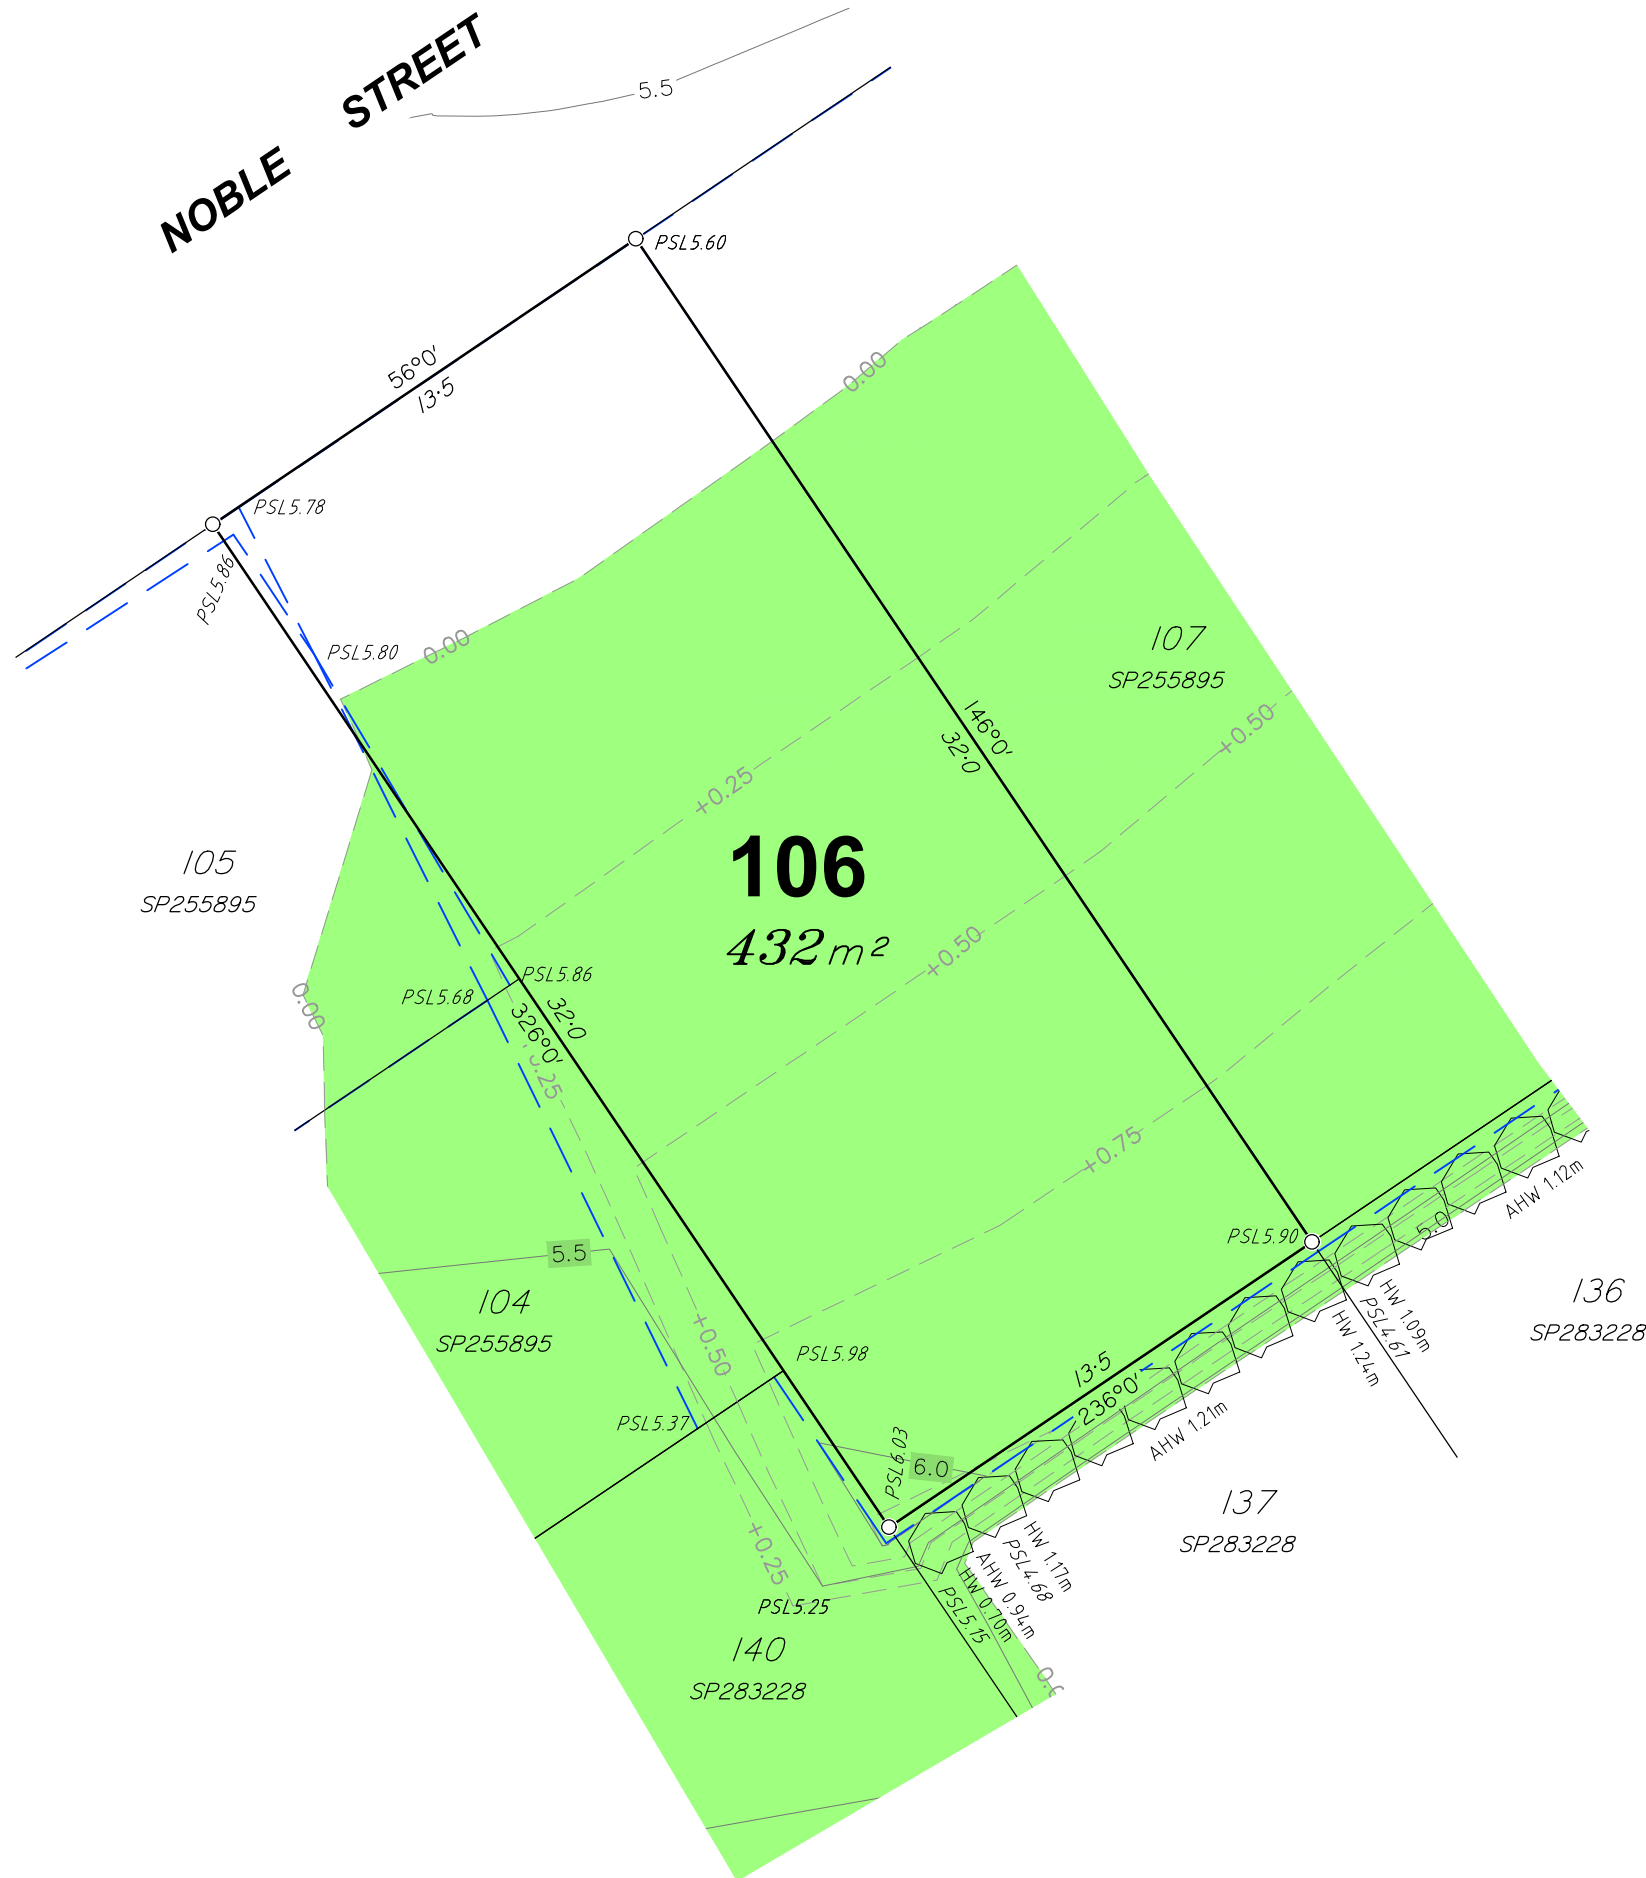 NOBLE STREET
5.5
PSL5.60
56°0'
13·5
0.00
PSL5.78
PSL5.86
0.00
PSL5.80
107
SP255895
146°0'
32·0
+0.50
+0.25
105
SP255895
106
432m²
+0.50
0.00
PSL5.68
PSL5.86
32·0
326°0'
0.25
+0.75
5.5
104
SP255895
+0.50
PSL5.98
PSL5.37
PSL5.90
5.0
AHW 1.12m
136
SP283228
HW 1.09m
PSL4.61
HW 1.24m
13·5
236°0'
AHW 1.21m
PSL6.03
6.0
137
SP283228
+0.25
HW 1.17m
PSL4.68
AHW 0.94m
HW 0.70m
PSL5.15
PSL5.25
140
SP283228